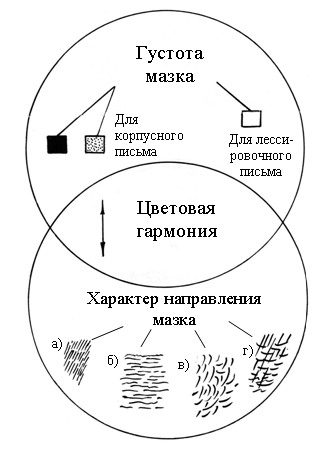 Густота
мазка
Для
корпусного
письма
Для лесси-
ровочного
письма
Цветовая
гармония
Характер направления
мазка
а)
б)
в)
г)